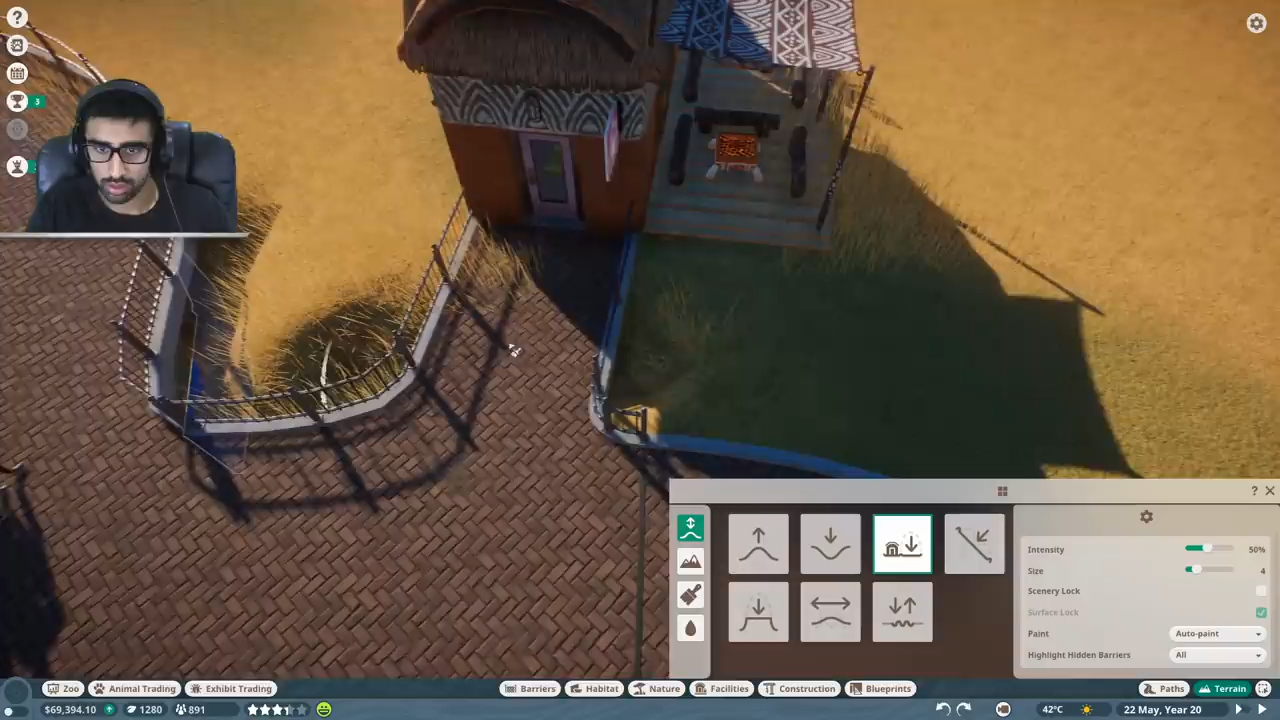 ?
3
?
Intensity 50%
Size 4
Scenery Lock
Surface Lock
Paint Auto-paint
Highlight Hidden Barriers All
Zoo Animal Trading Exhibit Trading Barriers Habitat Nature Facilities Construction Blueprints Paths Terrain
$69,394.10 1280 891 42°C 22 May, Year 20